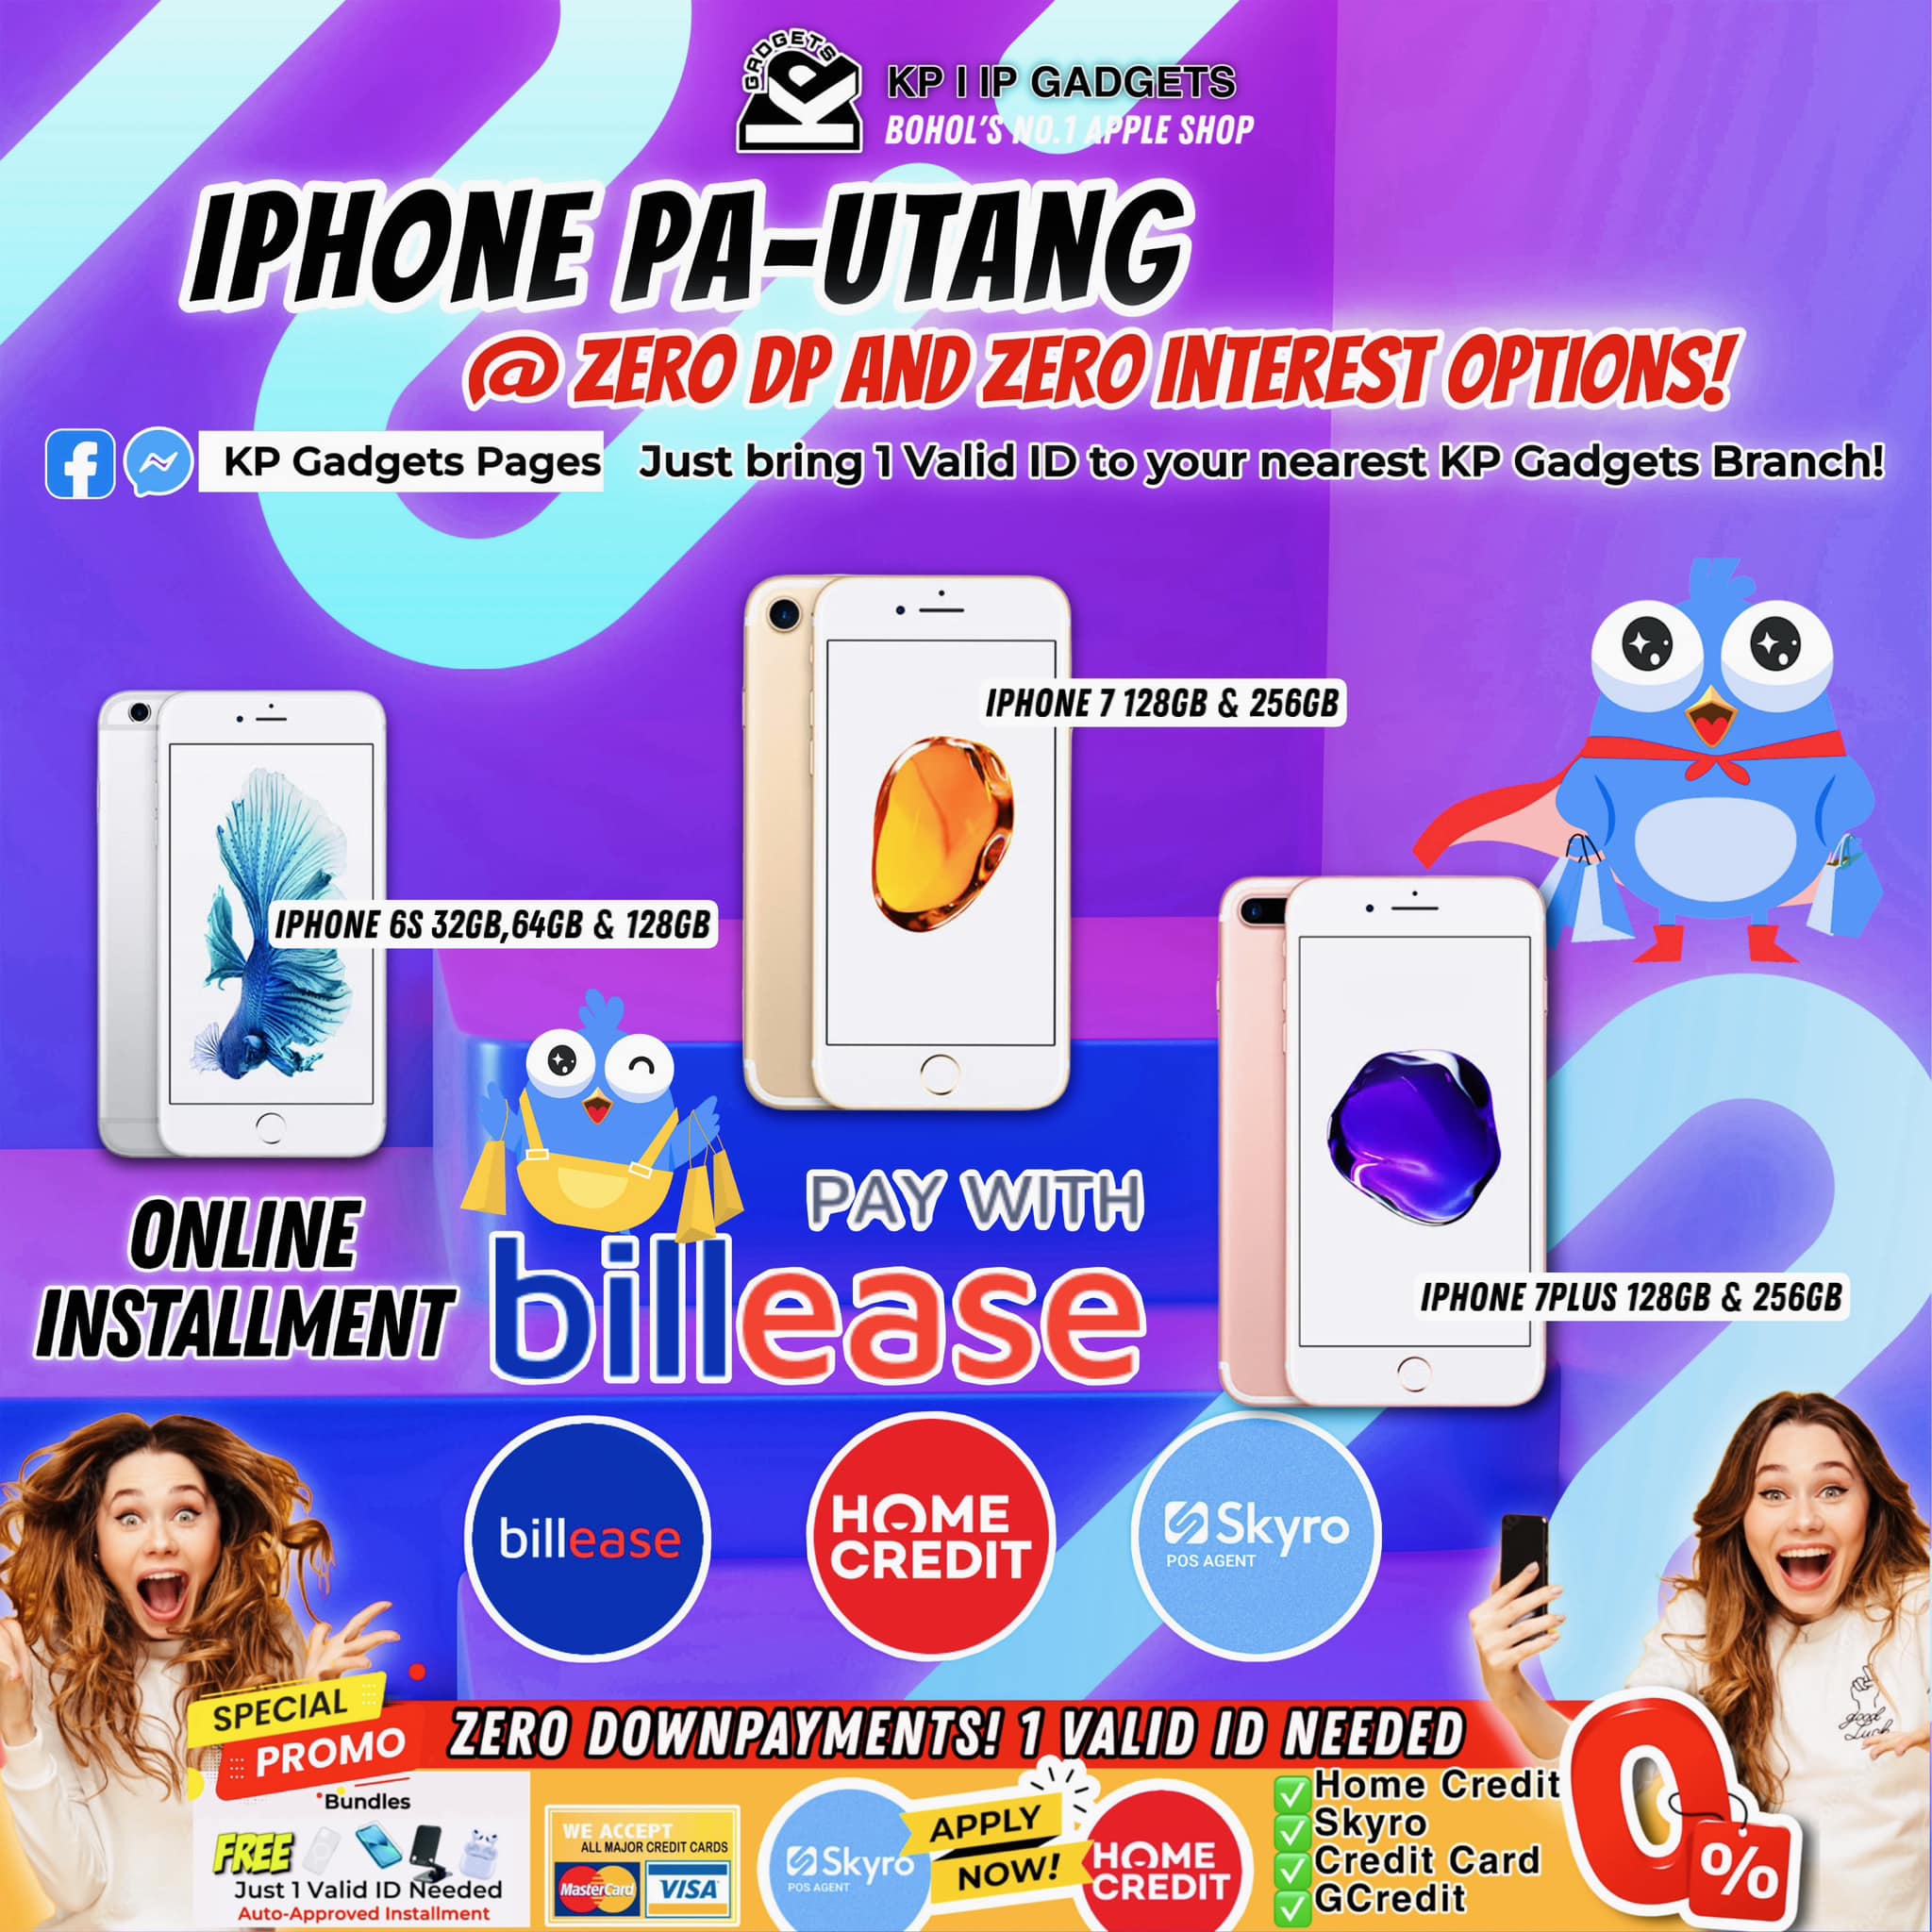 GADGETS
KP
KP | IP GADGETS
BOHOL'S NO.1 APPLE SHOP
IPHONE PA-UTANG
@ ZERO DP AND ZERO INTEREST OPTIONS!
KP Gadgets Pages
Just bring 1 Valid ID to your nearest KP Gadgets Branch!
IPHONE 7 128GB & 256GB
IPHONE 6S 32GB,64GB & 128GB
IPHONE 7PLUS 128GB & 256GB
ONLINE
INSTALLMENT
PAY WITH
billease
billease
HOME
CREDIT
Skyro
POS AGENT
SPECIAL
PROMO
ZERO DOWNPAYMENTS! 1 VALID ID NEEDED
*Bundles
FREE
Just 1 Valid ID Needed
Auto-Approved Installment
WE ACCEPT
ALL MAJOR CREDIT CARDS
MasterCard
VISA
Skyro
POS AGENT
APPLY
NOW!
HOME
CREDIT
Home Credit
Skyro
Credit Card
GCredit
0%
good
Luck